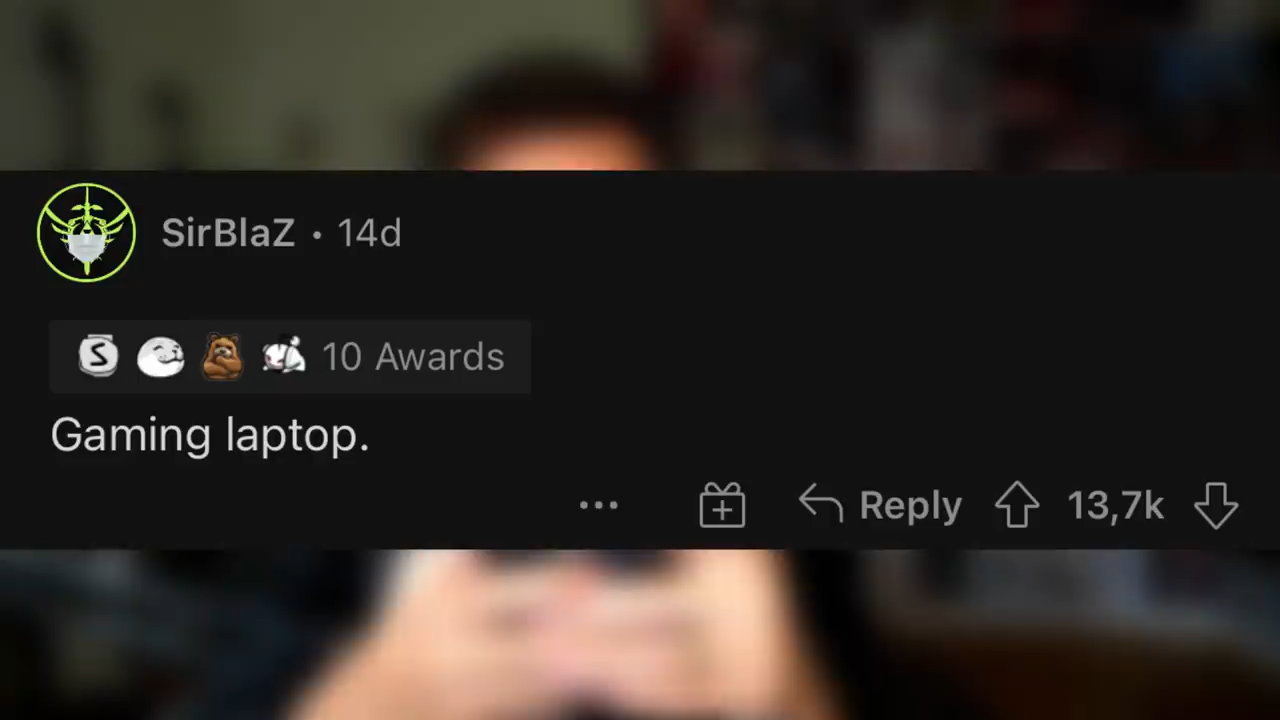 SirBlaZ • 14d
10 Awards
Gaming laptop.
Reply 13,7k